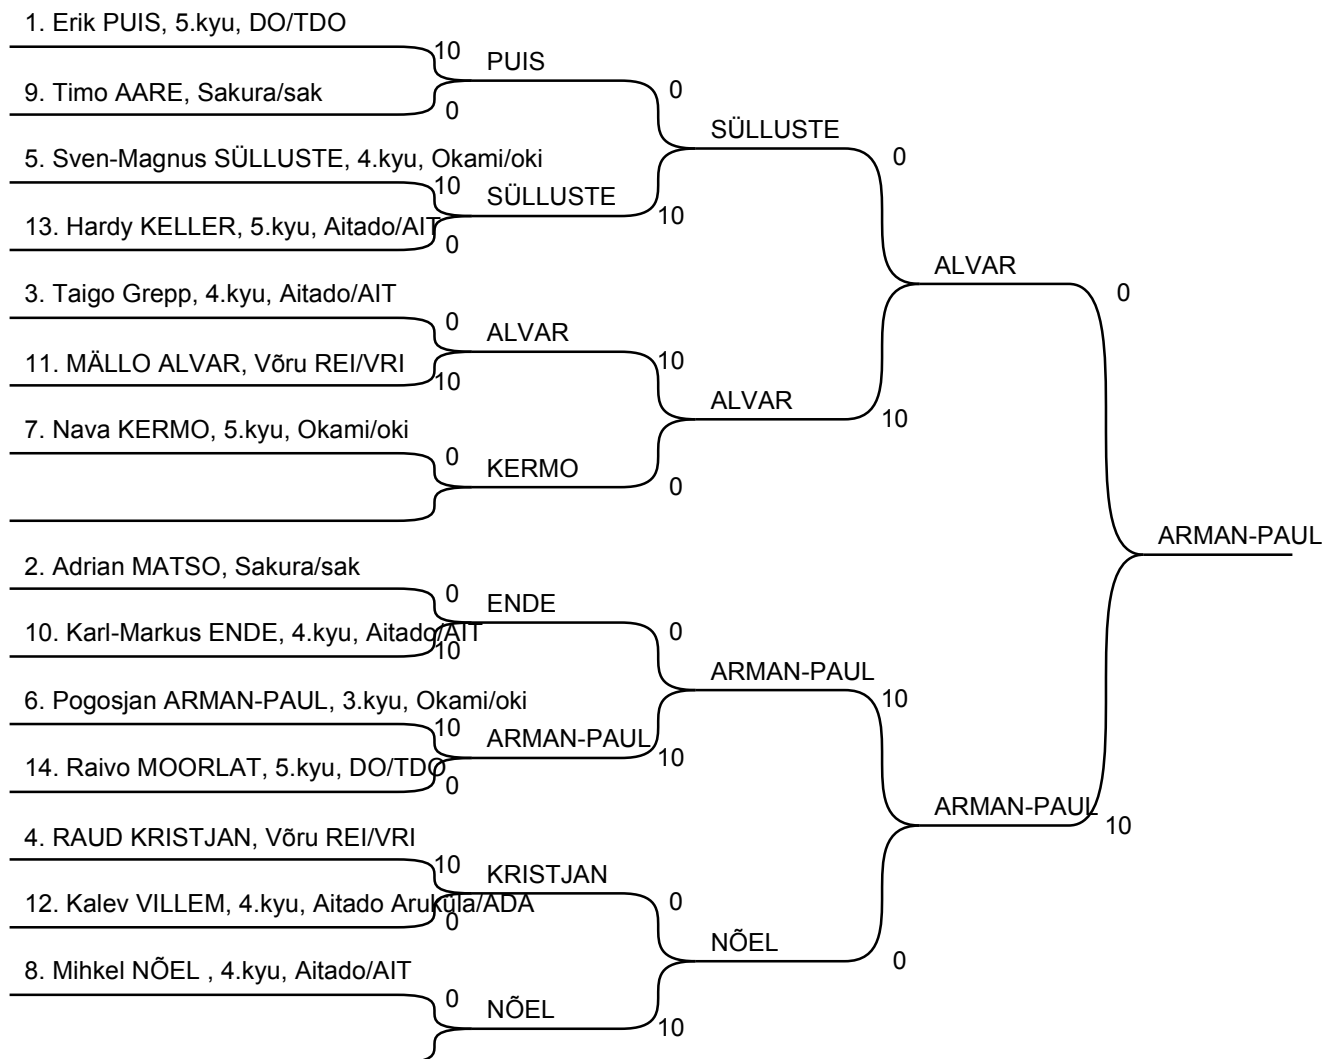 1. Erik PUIS, 5.kyu, DO/TDO
10
PUIS
9. Timo AARE, Sakura/sak
0
0
SÜLLUSTE
5. Sven-Magnus SÜLLUSTE, 4.kyu, Okami/oki
10
SÜLLUSTE
13. Hardy KELLER, 5.kyu, Aitado/AIT
0
10
0
ALVAR
3. Taigo Grepp, 4.kyu, Aitado/AIT
0
ALVAR
11. MÄLLO ALVAR, Võru REI/VRI
10
10
ALVAR
7. Nava KERMO, 5.kyu, Okami/oki
0
KERMO
0
10
0
ARMAN-PAUL
2. Adrian MATSO, Sakura/sak
0
ENDE
10. Karl-Markus ENDE, 4.kyu, Aitado/AIT
10
0
ARMAN-PAUL
6. Pogosjan ARMAN-PAUL, 3.kyu, Okami/oki
10
ARMAN-PAUL
14. Raivo MOORLAT, 5.kyu, DO/TDO
0
10
10
ARMAN-PAUL
10
4. RAUD KRISTJAN, Võru REI/VRI
10
KRISTJAN
12. Kalev VILLEM, 4.kyu, Aitado Aruküla/ADA
0
0
NÕEL
0
8. Mihkel NÕEL , 4.kyu, Aitado/AIT
0
NÕEL
10